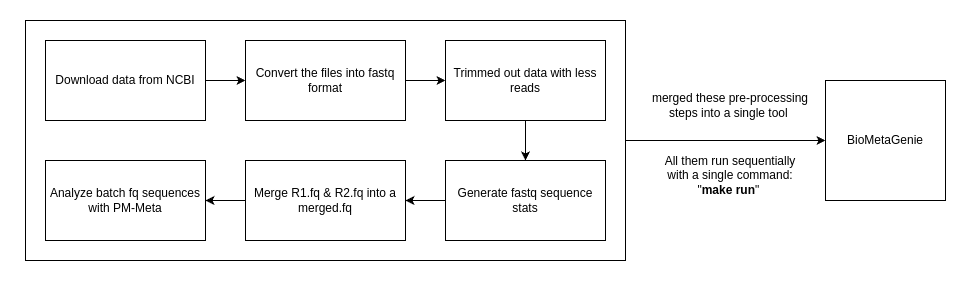 Download data from NCBI
Convert the files into fastq
format
Trimmed out data with less
reads
Generate fastq sequence
stats
Merge R1.fq & R2.fq into a
merged.fq
Analyze batch fq sequences
with PM-Meta
merged these pre-processing
steps into a single tool
All them run sequentially
with a single command:
"make run"
BioMetaGenie